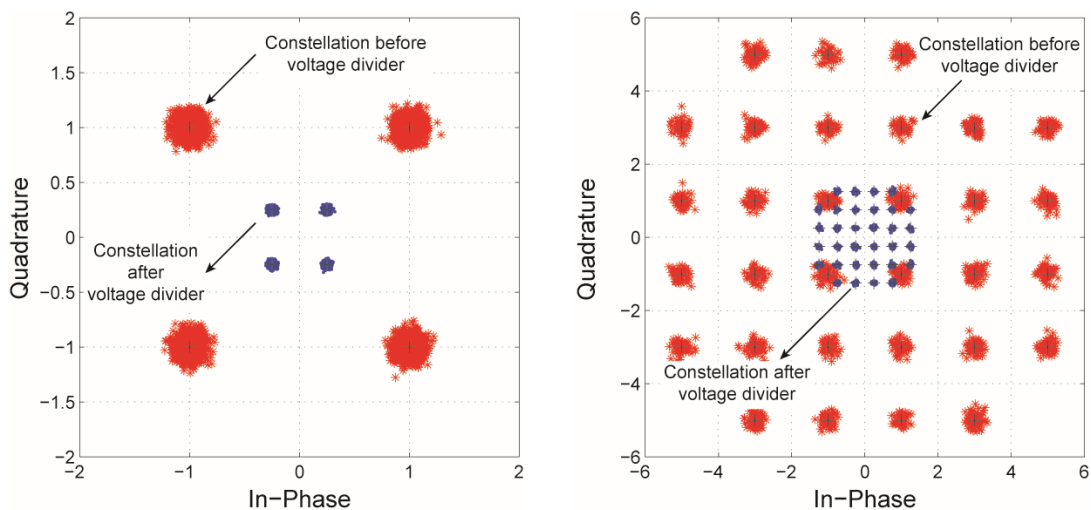 2
1.5
1
0.5
0
−0.5
−1
−1.5
−2
Quadrature
Constellation before
voltage divider
Constellation
after
voltage divider
−2
−1
0
1
2
In−Phase
6
4
2
0
−2
−4
−6
Quadrature
Constellation before
voltage divider
Constellation after
voltage divider
−6
−4
−2
0
2
4
6
In−Phase